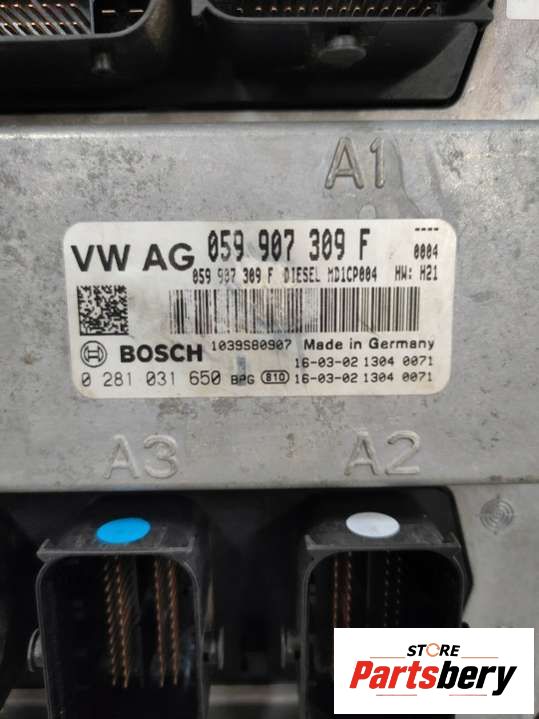 A1
VW AG 059 907 309 F
----
0004
059 907 309 F DIESEL MD1CP004 HW: H21
BOSCH
1039S80907 Made in Germany
16-03-02 1304 0071
0 281 031 650 BPG 810 16-03-02 1304 0071
A3 A2
STORE
Partsbery